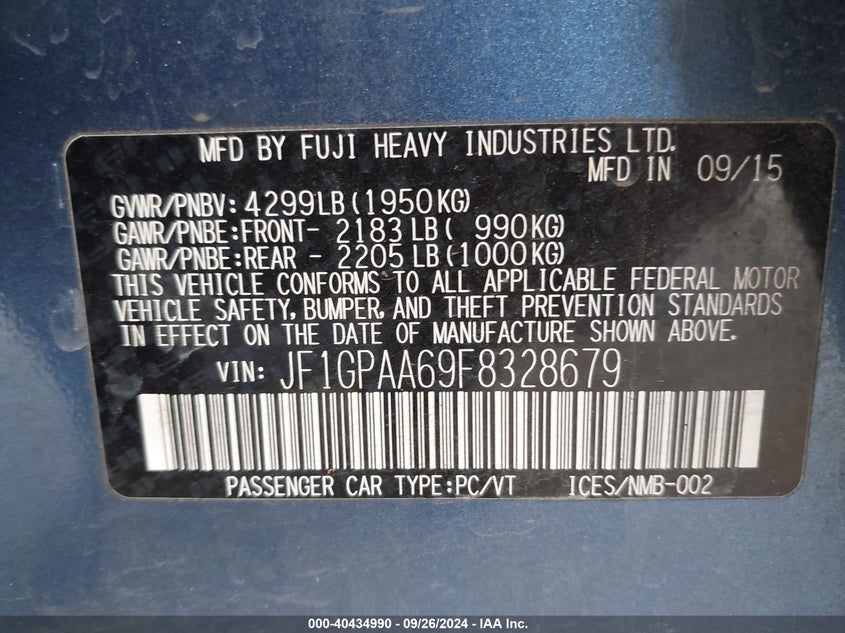 MFD BY FUJI HEAVY INDUSTRIES LTD.
MFD IN 09/15
GVWR/PNBV: 4299LB (1950KG)
GAWR/PNBE:FRONT- 2183 LB ( 990KG)
GAWR/PNBE:REAR - 2205 LB (1000KG)
THIS VEHICLE CONFORMS TO ALL APPLICABLE FEDERAL MOTOR
VEHICLE SAFETY, BUMPER, AND THEFT PREVENTION STANDARDS
IN EFFECT ON THE DATE OF MANUFACTURE SHOWN ABOVE.
VIN: JF1GPAA69F8328679
PASSENGER CAR TYPE:PC/VT ICES/NMB-002
000-40434990 - 09/26/2024 - IAA Inc.